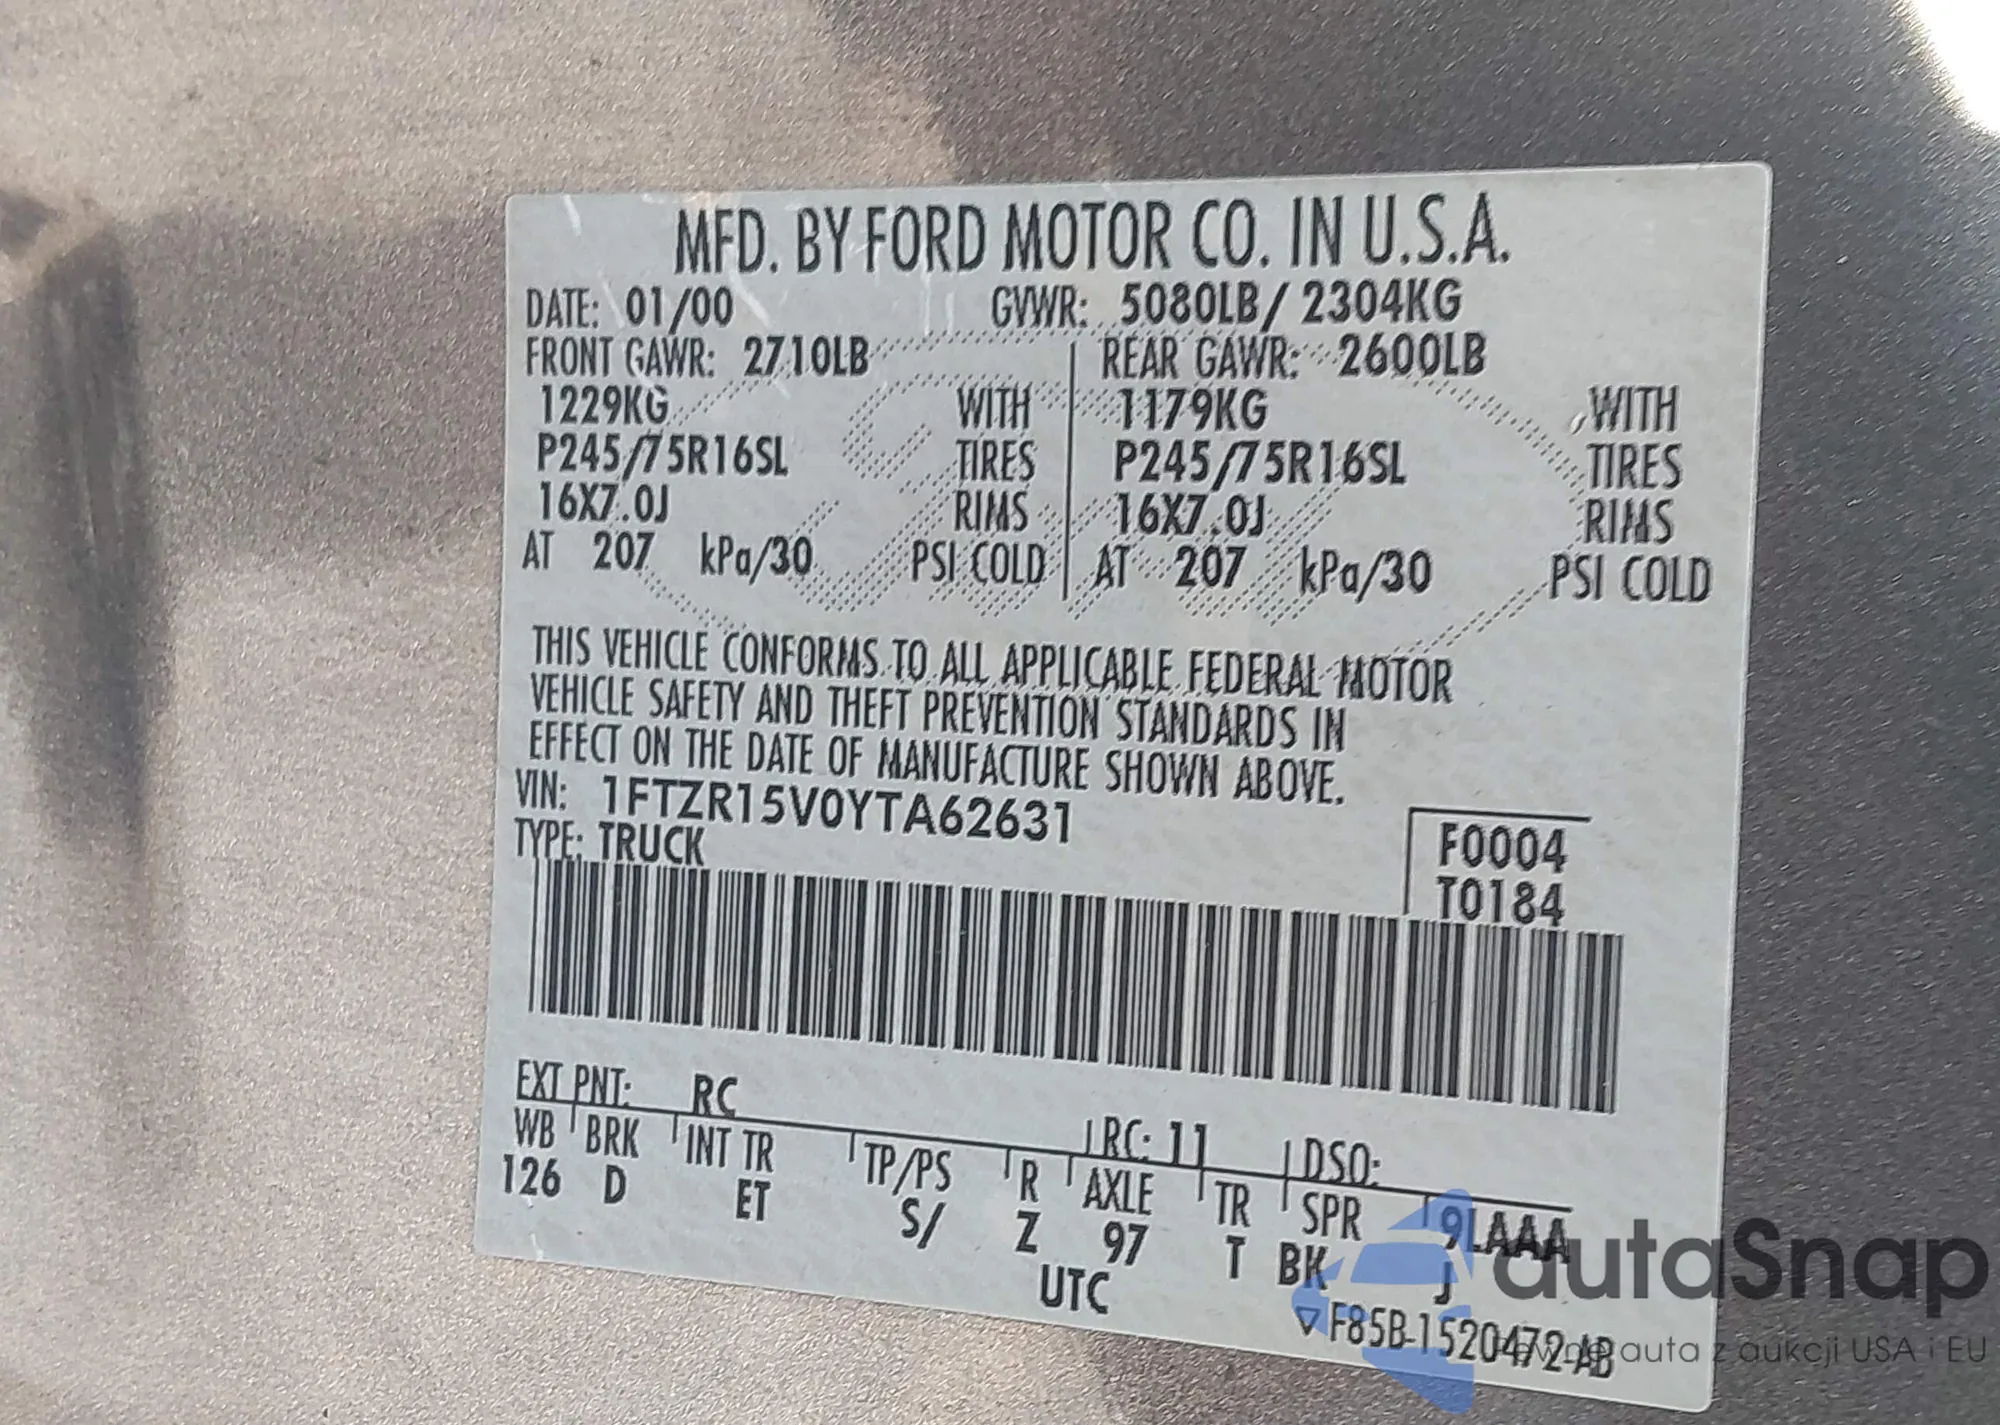 MFD. BY FORD MOTOR CO. IN U.S.A.
DATE: 01/00 GVWR: 5080LB / 2304KG
FRONT GAWR: 2710LB REAR GAWR: 2600LB
1229KG WITH 1179KG WITH
P245/75R16SL TIRES P245/75R16SL TIRES
16X7.0J RIMS 16X7.0J RIMS
AT 207 kPa/30 PSI COLD AT 207 kPa/30 PSI COLD
THIS VEHICLE CONFORMS TO ALL APPLICABLE FEDERAL MOTOR
VEHICLE SAFETY AND THEFT PREVENTION STANDARDS IN
EFFECT ON THE DATE OF MANUFACTURE SHOWN ABOVE.
VIN: 1FTZR15V0YTA62631
TYPE: TRUCK
F0004
T0184
EXT PNT: RC RC: 11 DSO:
WB BRK INT TR TP/PS R AXLE TR SPR 9LAAA
126 D ET S/ Z 97 T BK J
UTC
▽F85B-1520472-AB
autaSnap
Pewne auta z aukcji USA i EU